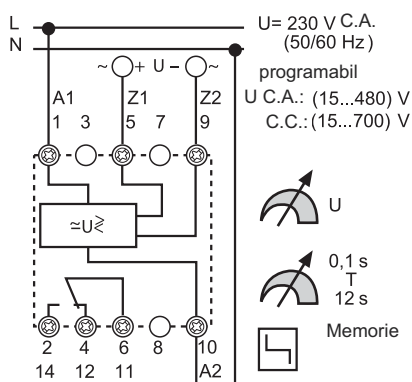 L
U= 230 V C.A.
N
(50/60 Hz)
~ + U - ~
programabil
A1 Z1 Z2
U C.A.: (15...480) V
1 3 5 7 9
C.C.: (15...700) V
≃U≷
U
0,1 s
T
12 s
Memorie
2 4 6 8 10
14 12 11 A2